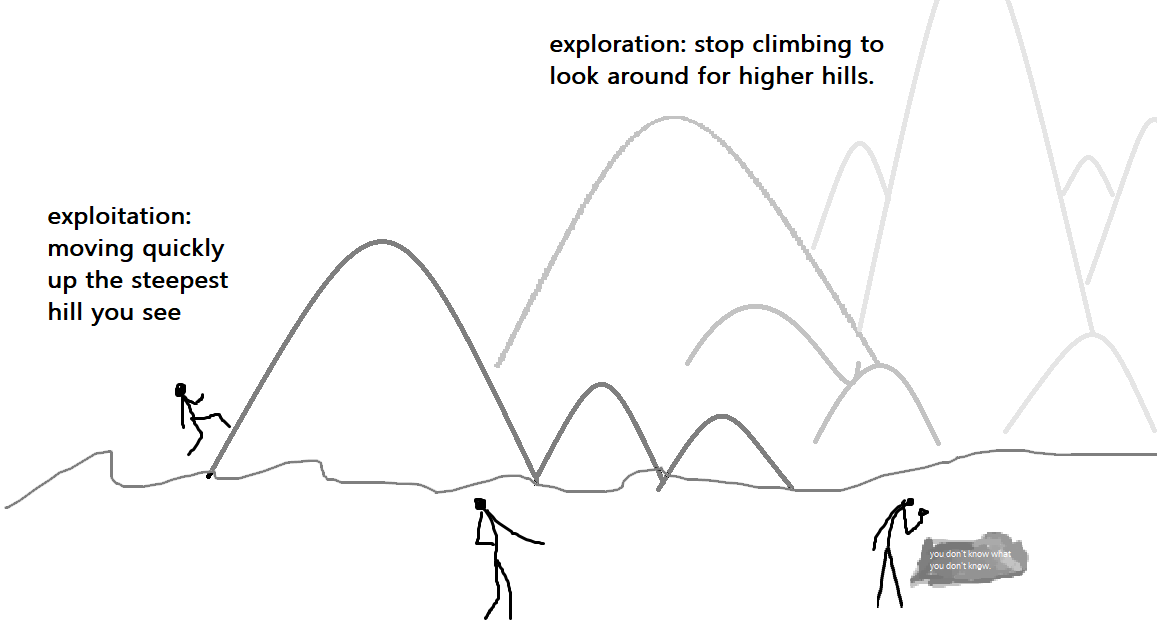 exploration: stop climbing to
look around for higher hills.
exploitation:
moving quickly
up the steepest
hill you see
you don't know what
you don't know.